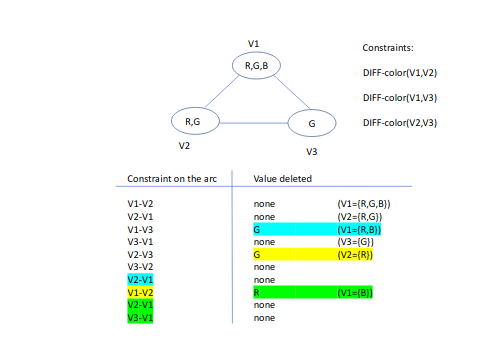 V1
Constraints:
R,G,B
DIFF-color(V1,V2)
DIFF-color(V1,V3)
R,G
G
DIFF-color(V2,V3)
V2
V3
Constraint on the arc Value deleted
V1-V2 none (V1={R,G,B})
V2-V1 none (V2={R,G})
V1-V3 G (V1={R,B})
V3-V1 none (V3={G})
V2-V3 G (V2={R})
V3-V2 none
V2-V1 none
V1-V2 R (V1={B})
V2-V1 none
V3-V1 none